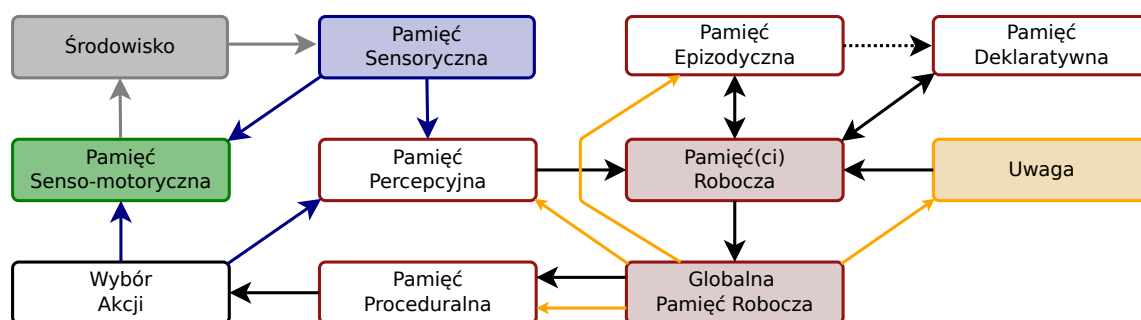 Środowisko
Pamięć
Sensoryczna
Pamięć
Epizodyczna
Pamięć
Deklaratywna
Pamięć
Senso-motoryczna
Pamięć
Percepcyjna
Pamięć(ci)
Robocza
Uwaga
Wybór
Akcji
Pamięć
Proceduralna
Globalna
Pamięć Robocza